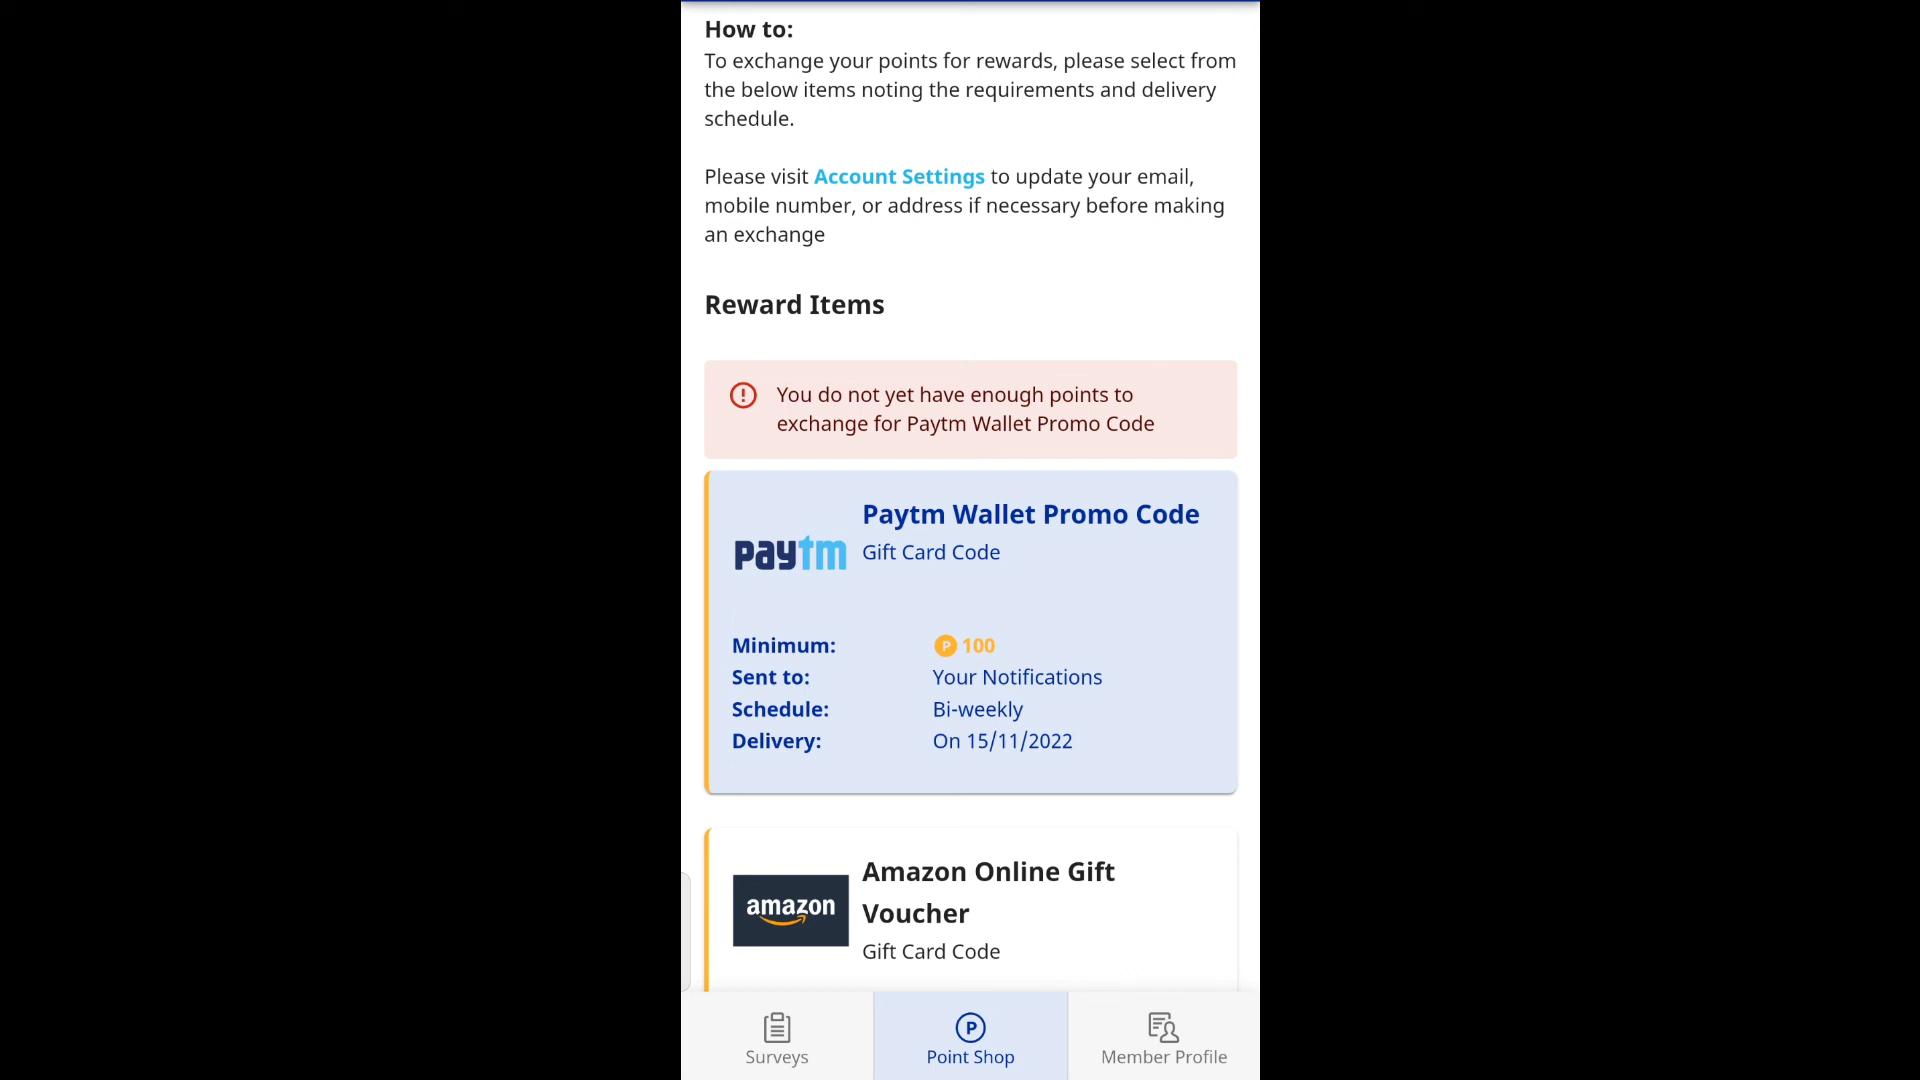 How to:
To exchange your points for rewards, please select from
the below items noting the requirements and delivery
schedule.
Please visit Account Settings to update your email,
mobile number, or address if necessary before making
an exchange
Reward Items
You do not yet have enough points to
exchange for Paytm Wallet Promo Code
paytm
Paytm Wallet Promo Code
Gift Card Code
Minimum: P 100
Sent to: Your Notifications
Schedule: Bi-weekly
Delivery: On 15/11/2022
amazon
Amazon Online Gift
Voucher
Gift Card Code
P
Surveys Point Shop Member Profile